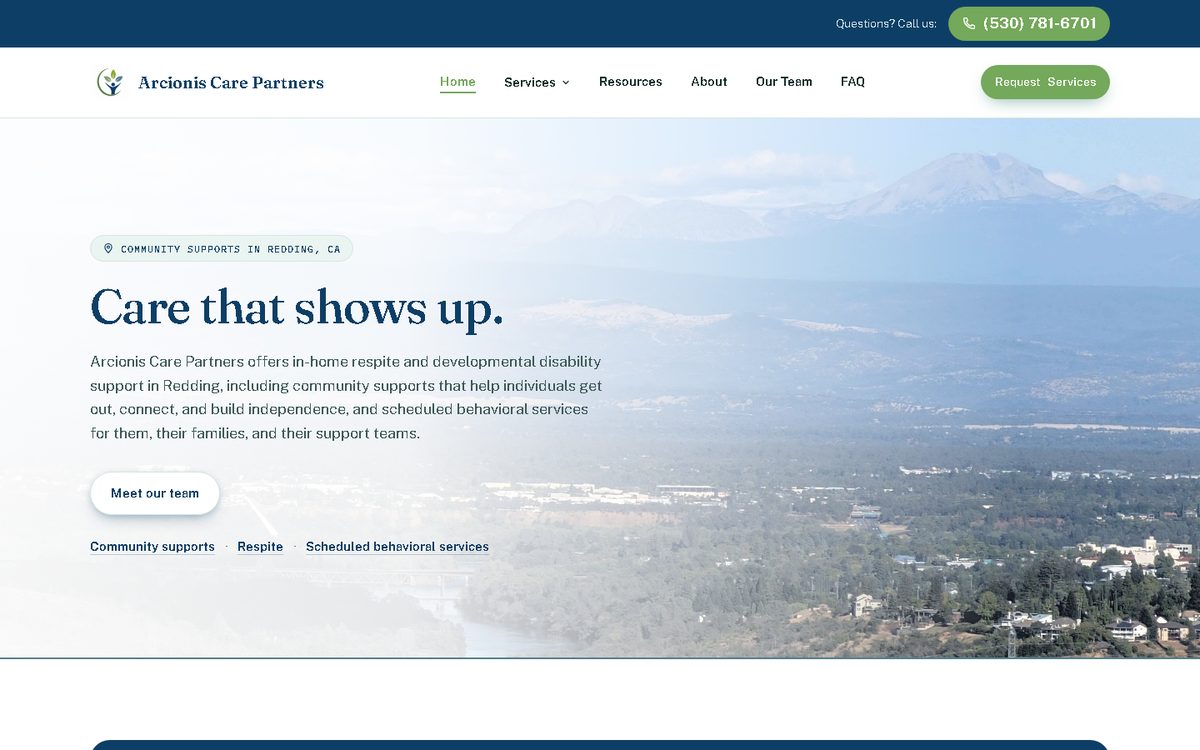 Questions? Call us:
(530) 781-6701
Arcionis Care Partners
Home
Services
Resources
About
Our Team
FAQ
Request Services
COMMUNITY SUPPORTS IN REDDING, CA
Care that shows up.
Arcionis Care Partners offers in-home respite and developmental disability
support in Redding, including community supports that help individuals get
out, connect, and build independence, and scheduled behavioral services
for them, their families, and their support teams.
Meet our team
Community supports · Respite · Scheduled behavioral services